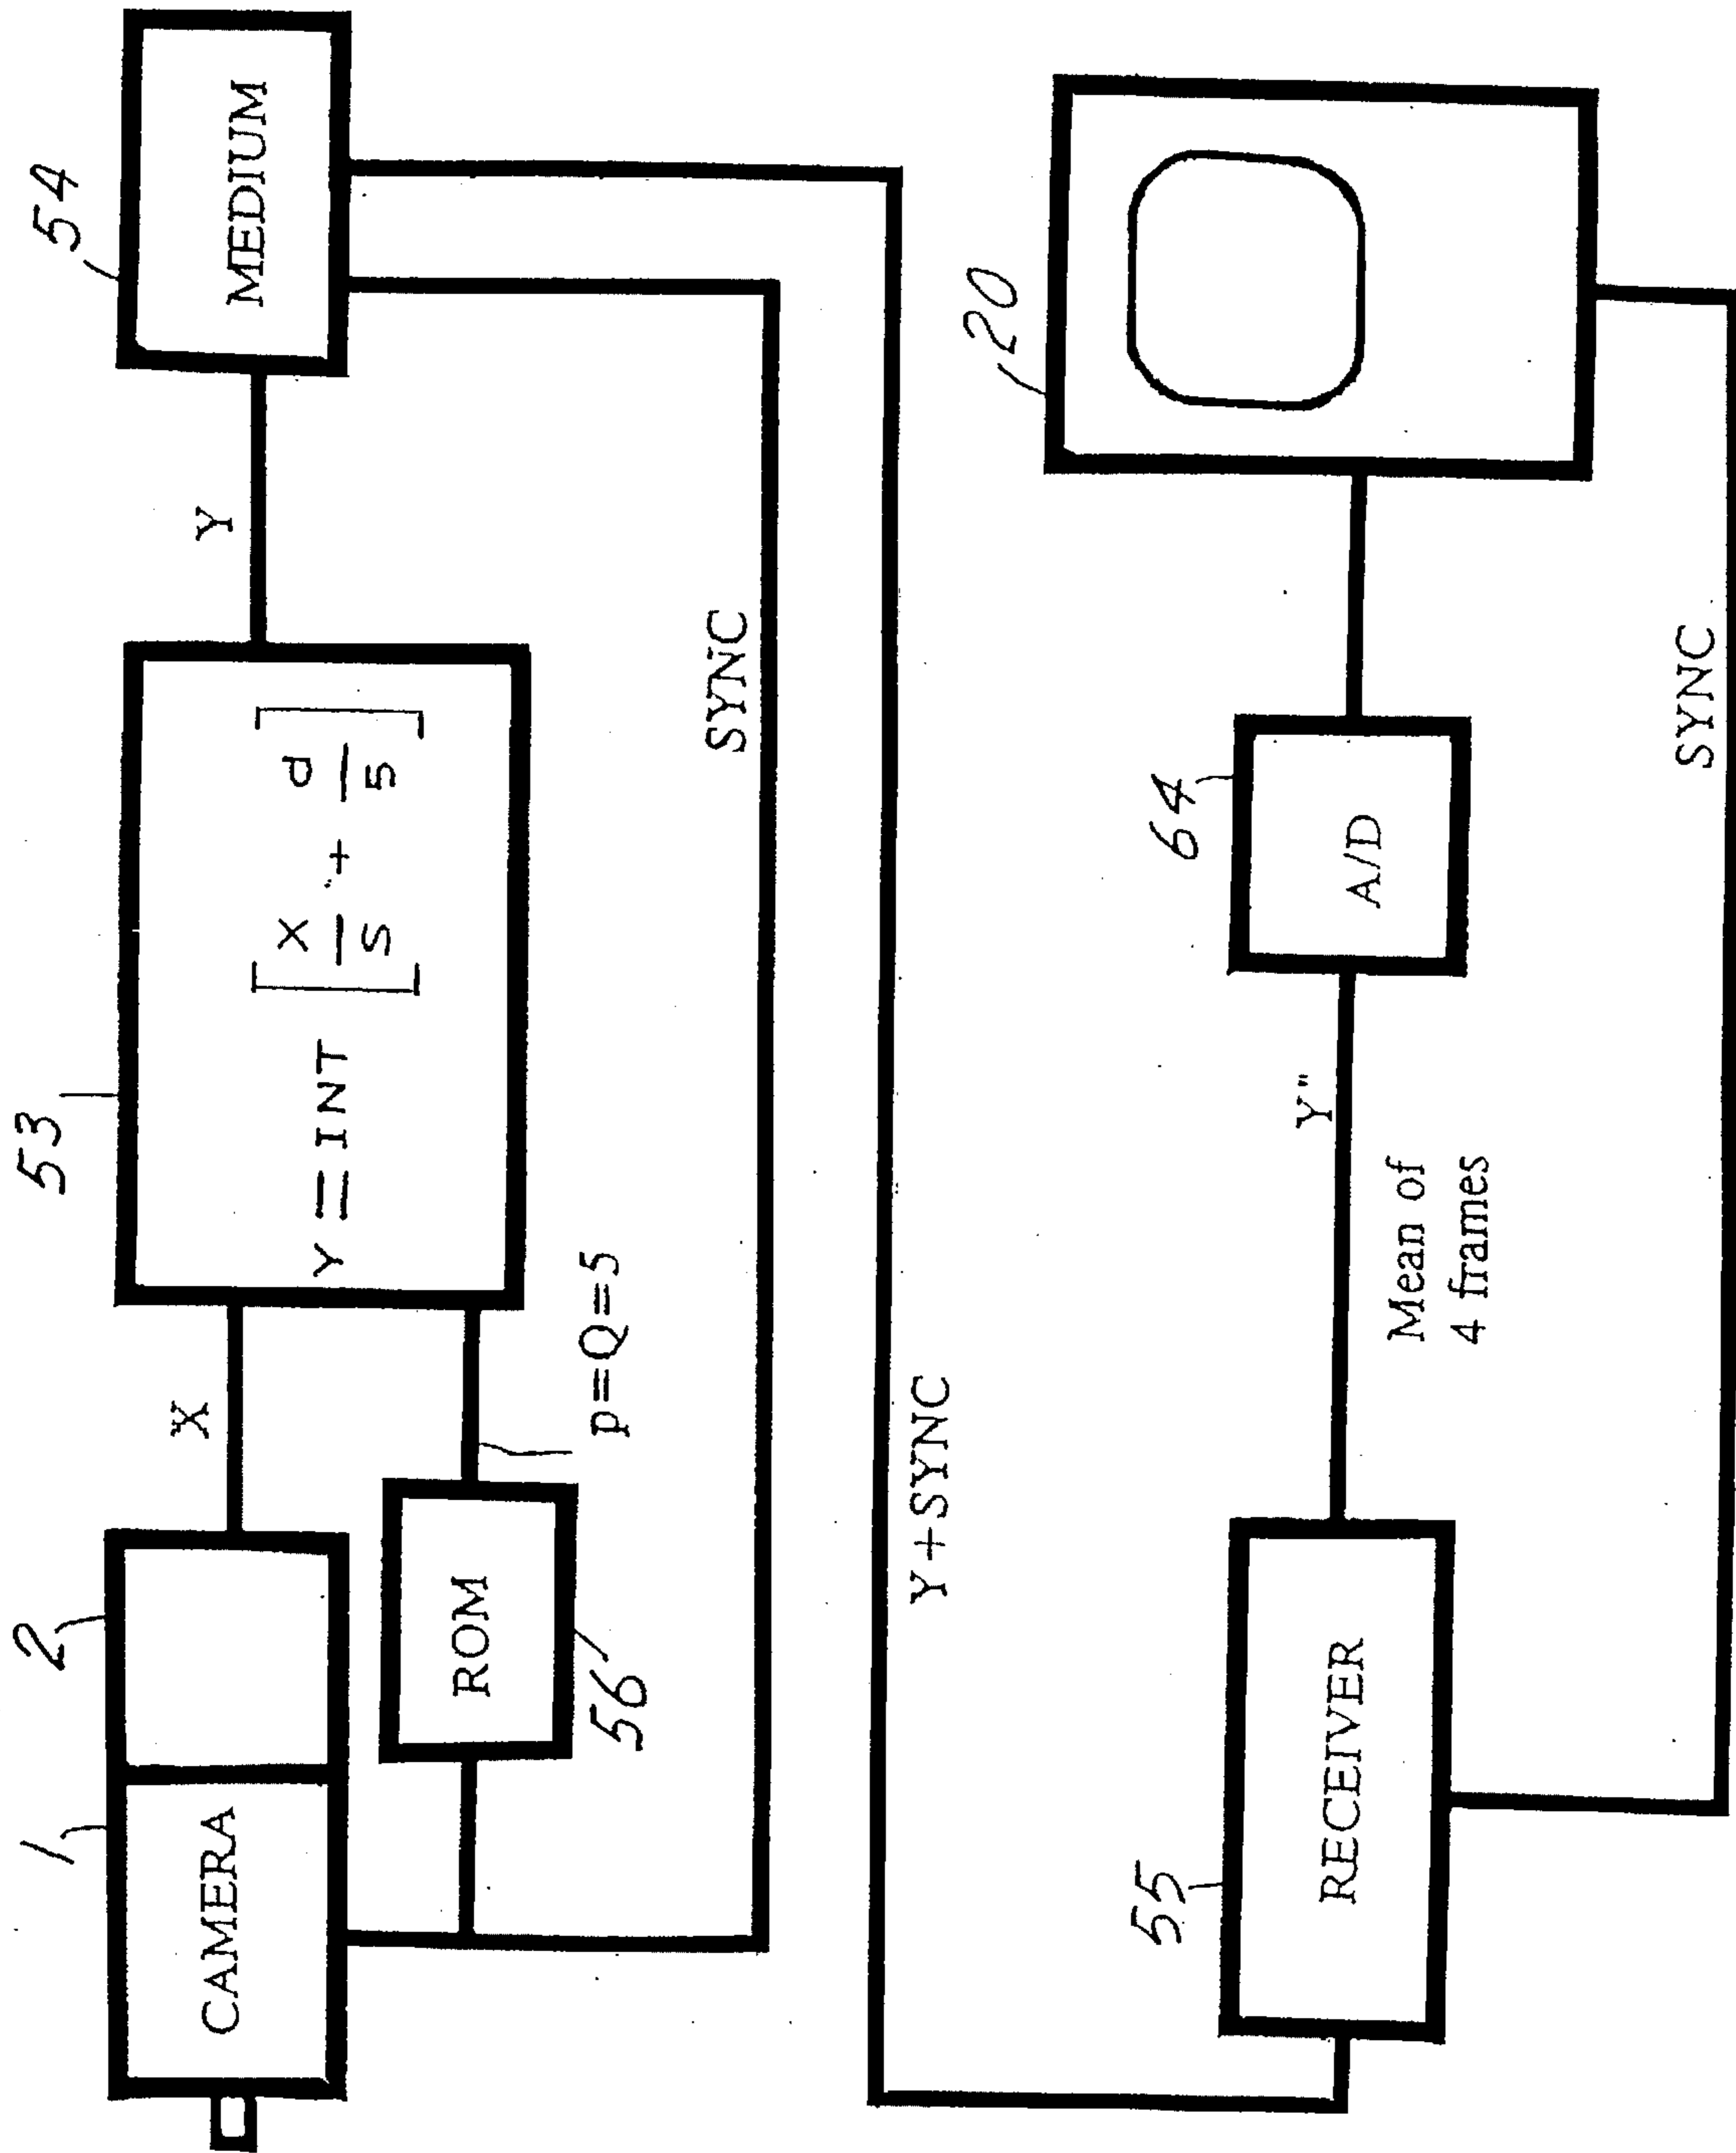 1
2
53
54
CAMERA
X
Y = INT [ X/S + d/5 ]
Y
MEDIUM
ROM
p=Q=5
56
SYNC
Y+SYNC
20
55
64
RECEIVER
Y"
A/D
Mean of
4 frames
SYNC